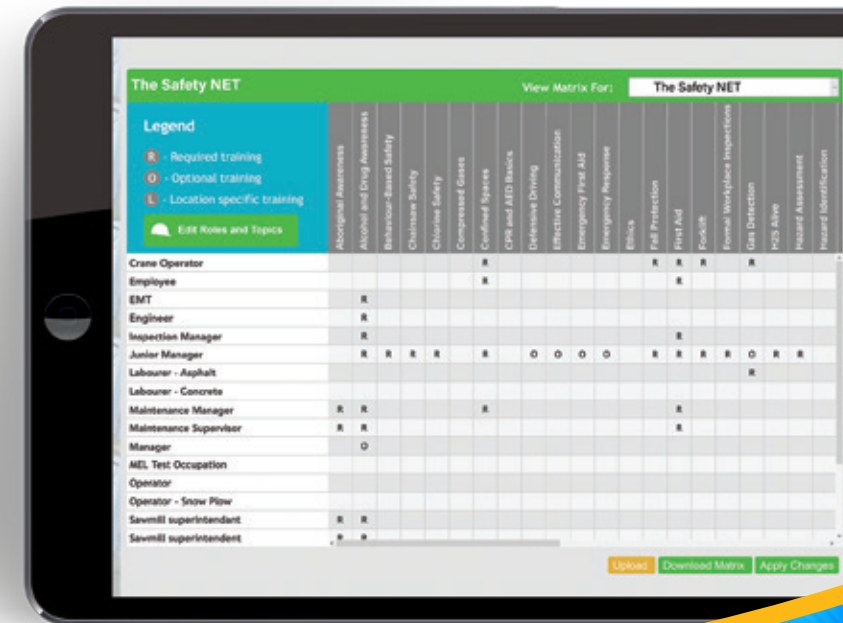 The Safety NET
View Matrix For: The Safety NET
Legend
R - Required training
O - Optional training
L - Location specific training
Edit Roles and Topics
Aboriginal Awareness
Alcohol and Drug Awareness
Behaviour-Based Safety
Chainsaw Safety
Chlorine Safety
Compressed Gases
Confined Spaces
CPR and AED Basics
Defensive Driving
Effective Communication
Emergency First Aid
Emergency Response
Ethics
Fall Protection
First Aid
Forklift
Formal Workplace Inspections
Gas Detection
H2S Alive
Hazard Assessment
Hazard Identification
Crane Operator R R R R R
Employee R R
EMT R
Engineer R
Inspection Manager R R
Junior Manager R R R R R O O O O R R R R O R R
Labourer - Asphalt R
Labourer - Concrete
Maintenance Manager R R R R
Maintenance Supervisor R R R
Manager O
MEL Test Occupation
Operator
Operator - Snow Plow
Sawmill superintendant R R
Sawmill superintendent R R
Upload Download Matrix Apply Changes